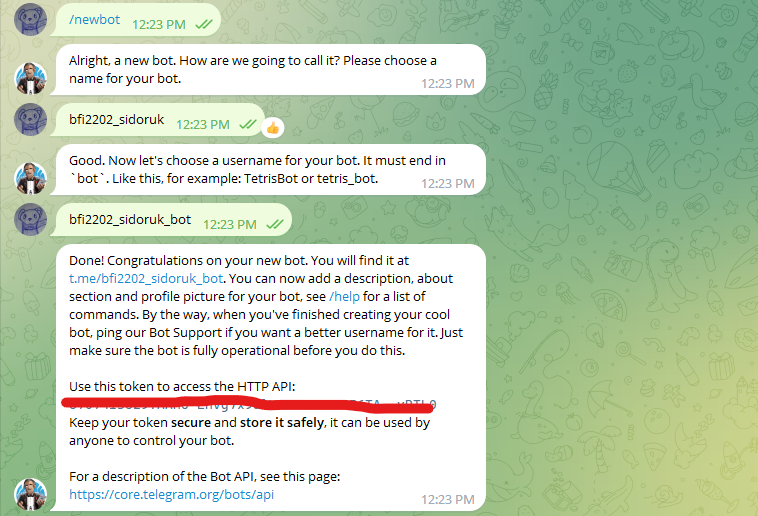 /newbot 12:23 PM
Alright, a new bot. How are we going to call it? Please choose a
name for your bot. 12:23 PM
bfi2202_sidoruk 12:23 PM
Good. Now let's choose a username for your bot. It must end in
`bot`. Like this, for example: TetrisBot or tetris_bot. 12:23 PM
bfi2202_sidoruk_bot 12:23 PM
Done! Congratulations on your new bot. You will find it at
t.me/bfi2202_sidoruk_bot. You can now add a description, about
section and profile picture for your bot, see /help for a list of
commands. By the way, when you've finished creating your cool
bot, ping our Bot Support if you want a better username for it. Just
make sure the bot is fully operational before you do this.
Use this token to access the HTTP API:
Keep your token secure and store it safely, it can be used by
anyone to control your bot.
For a description of the Bot API, see this page:
https://core.telegram.org/bots/api 12:23 PM